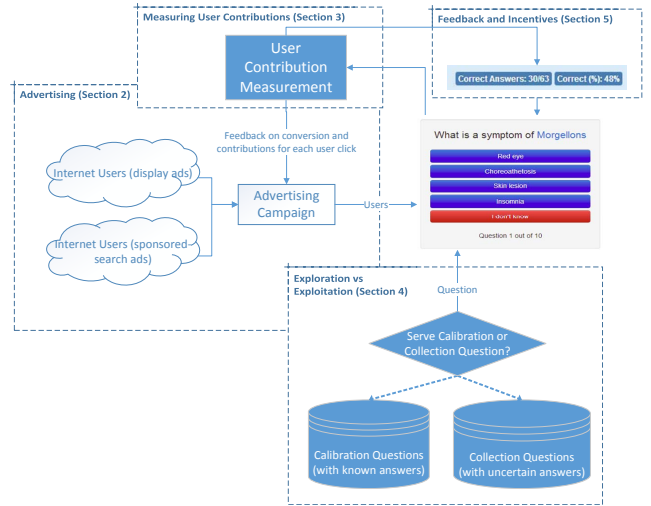 Measuring User Contributions (Section 3)
Feedback and Incentives (Section 5)
User
Contribution
Measurement
Correct Answers: 30/63
Correct (%): 48%
Advertising (Section 2)
Feedback on conversion and
contributions for each user click
What is a symptom of Morgellons
Red eye
Choreoathetosis
Skin lesion
Insomnia
I don't know
Question 1 out of 10
Internet Users (display ads)
Advertising
Campaign
Users
Internet Users (sponsored
search ads)
Exploration vs
Exploitation (Section 4)
Question
Serve Calibration or
Collection Question?
Calibration Questions
(with known answers)
Collection Questions
(with uncertain answers)